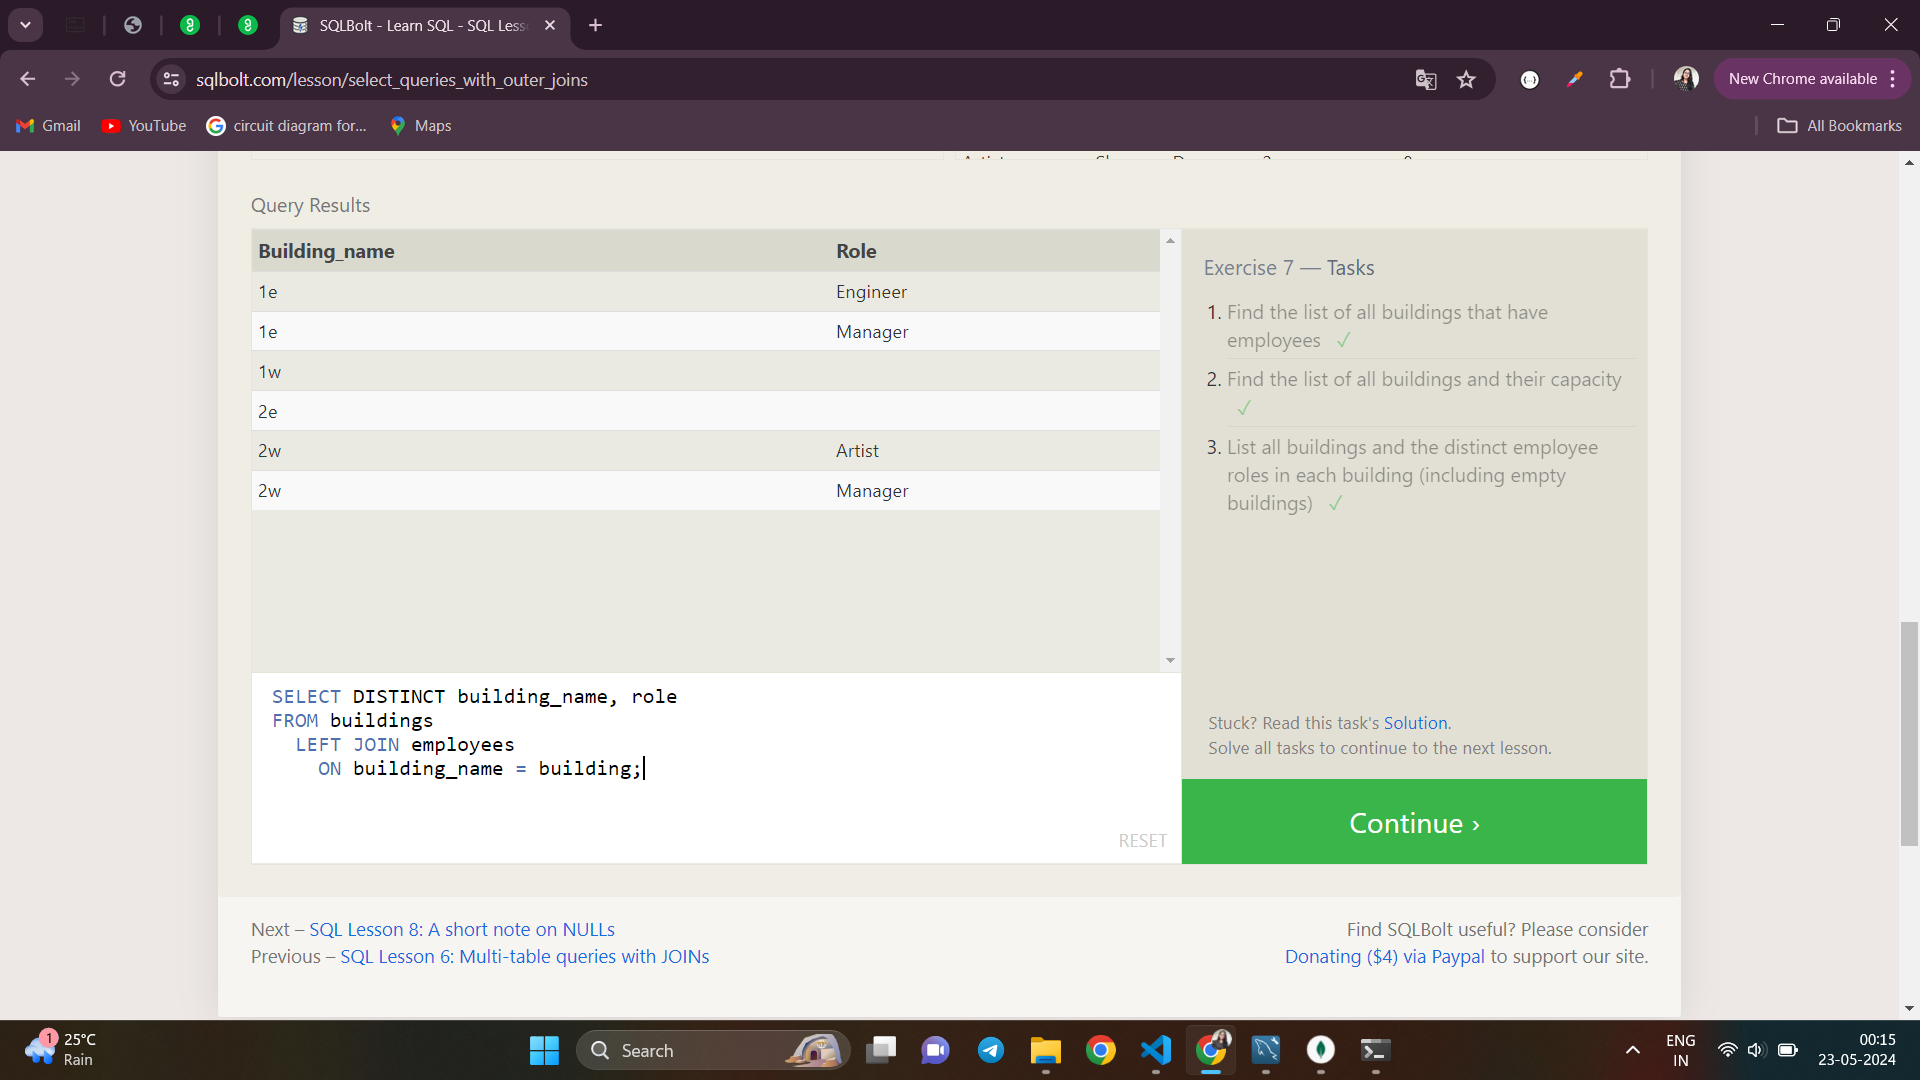 SQLBolt - Learn SQL - SQL Less
sqlbolt.com/lesson/select_queries_with_outer_joins
New Chrome available
Gmail
YouTube
circuit diagram for...
Maps
All Bookmarks
Query Results
Building_name Role
1e Engineer
1e Manager
1w
2e
2w Artist
2w Manager
Exercise 7 — Tasks
1. Find the list of all buildings that have
employees ✓
2. Find the list of all buildings and their capacity
✓
3. List all buildings and the distinct employee
roles in each building (including empty
buildings) ✓
SELECT DISTINCT building_name, role
FROM buildings
LEFT JOIN employees
ON building_name = building;
RESET
Stuck? Read this task's Solution.
Solve all tasks to continue to the next lesson.
Continue ›
Next – SQL Lesson 8: A short note on NULLs
Previous – SQL Lesson 6: Multi-table queries with JOINs
Find SQLBolt useful? Please consider
Donating ($4) via Paypal to support our site.
1
25°C
Rain
Search
ENG
IN
00:15
23-05-2024